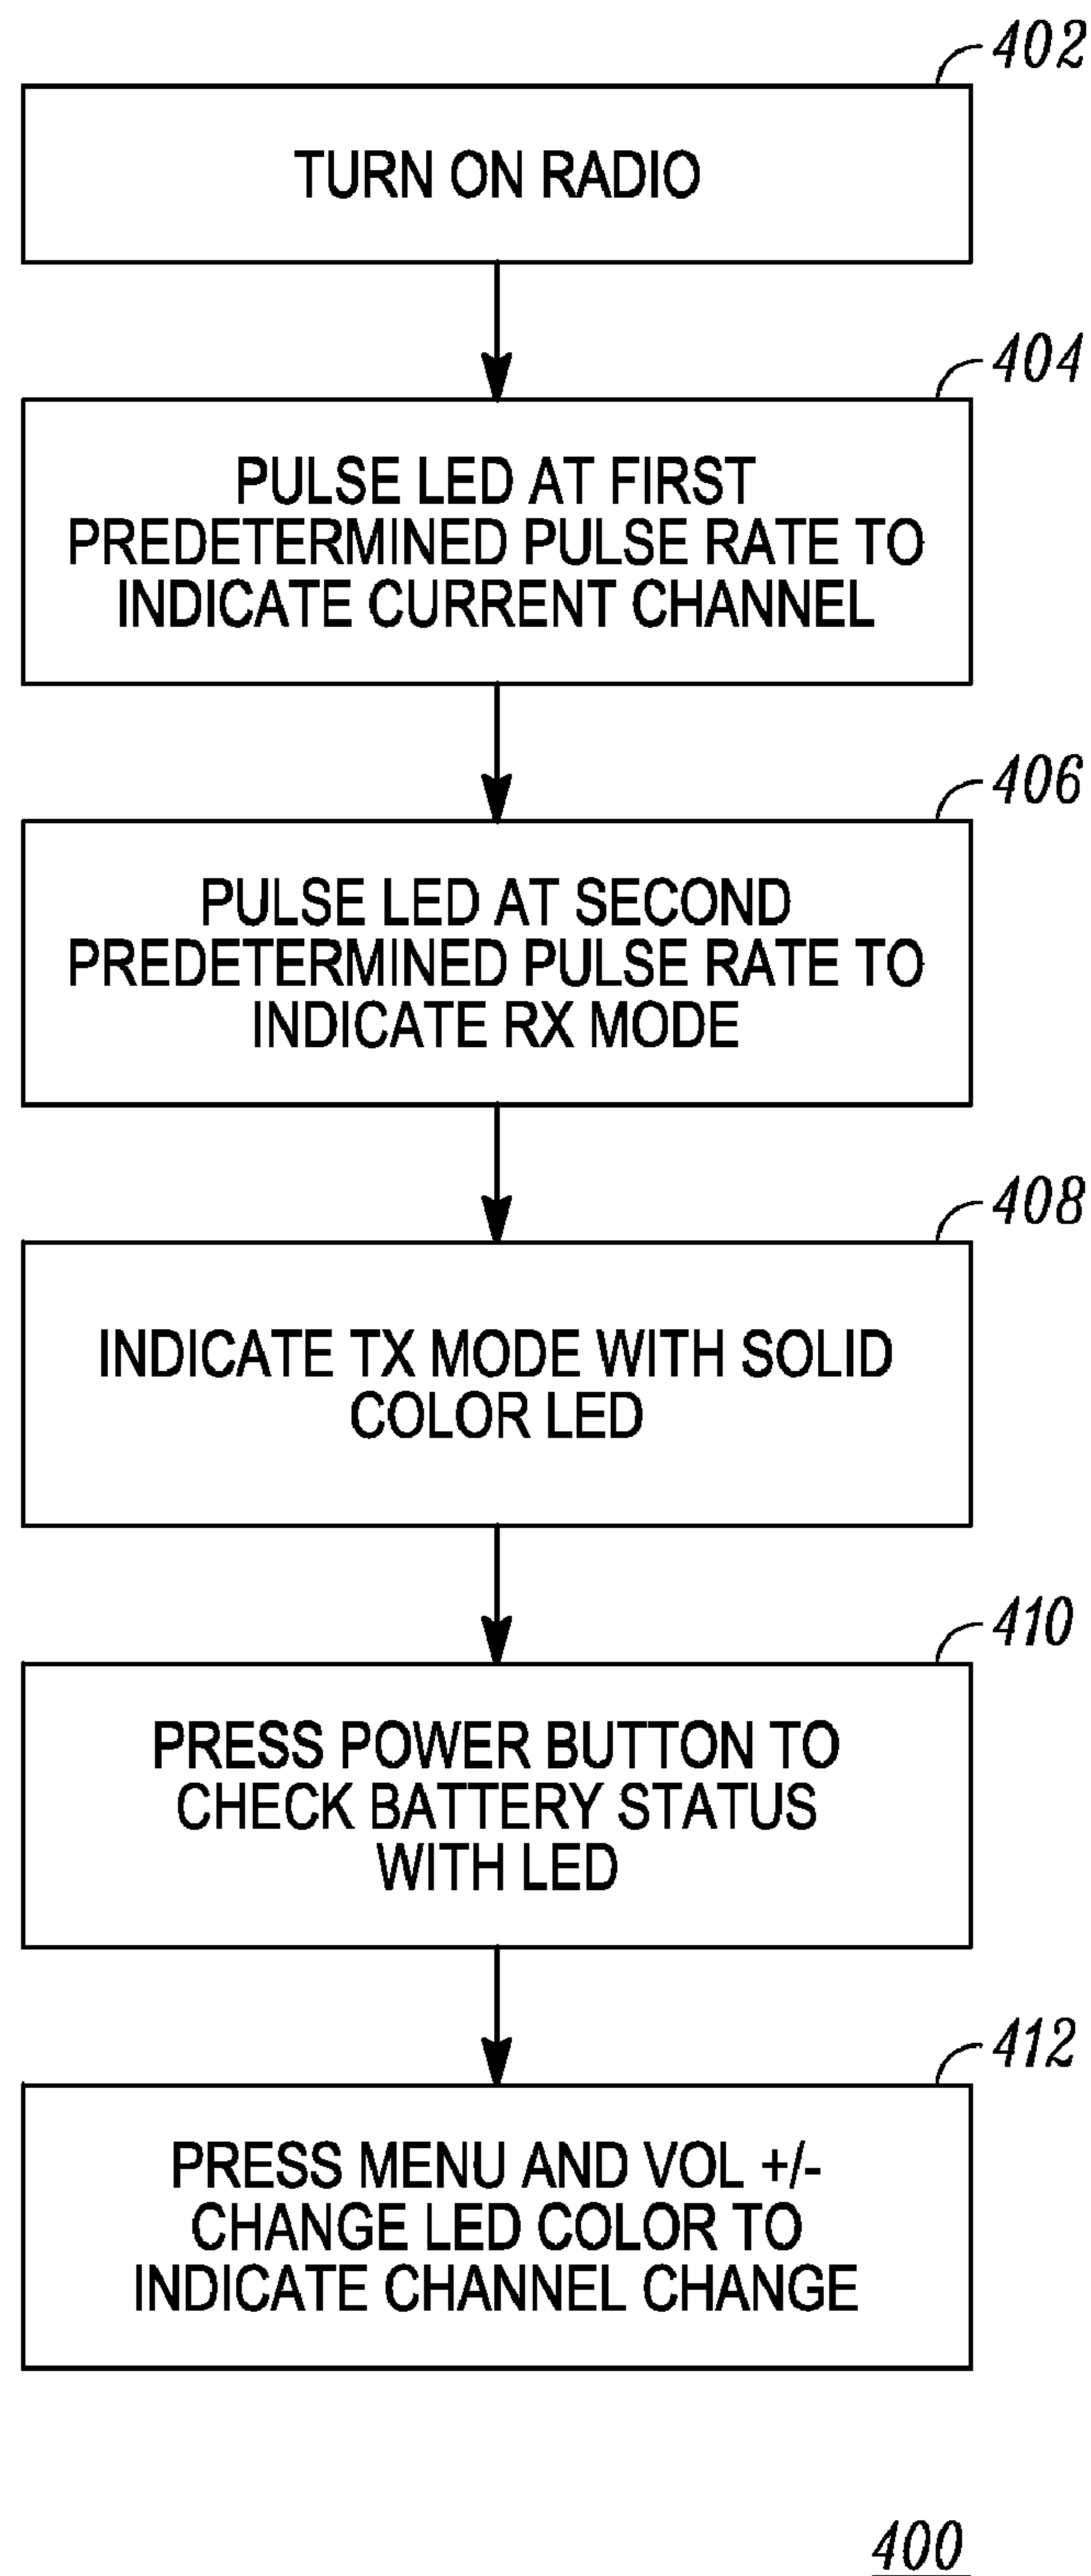 402
TURN ON RADIO
404
PULSE LED AT FIRST
PREDETERMINED PULSE RATE TO
INDICATE CURRENT CHANNEL
406
PULSE LED AT SECOND
PREDETERMINED PULSE RATE TO
INDICATE RX MODE
408
INDICATE TX MODE WITH SOLID
COLOR LED
410
PRESS POWER BUTTON TO
CHECK BATTERY STATUS
WITH LED
412
PRESS MENU AND VOL +/-
CHANGE LED COLOR TO
INDICATE CHANNEL CHANGE
400